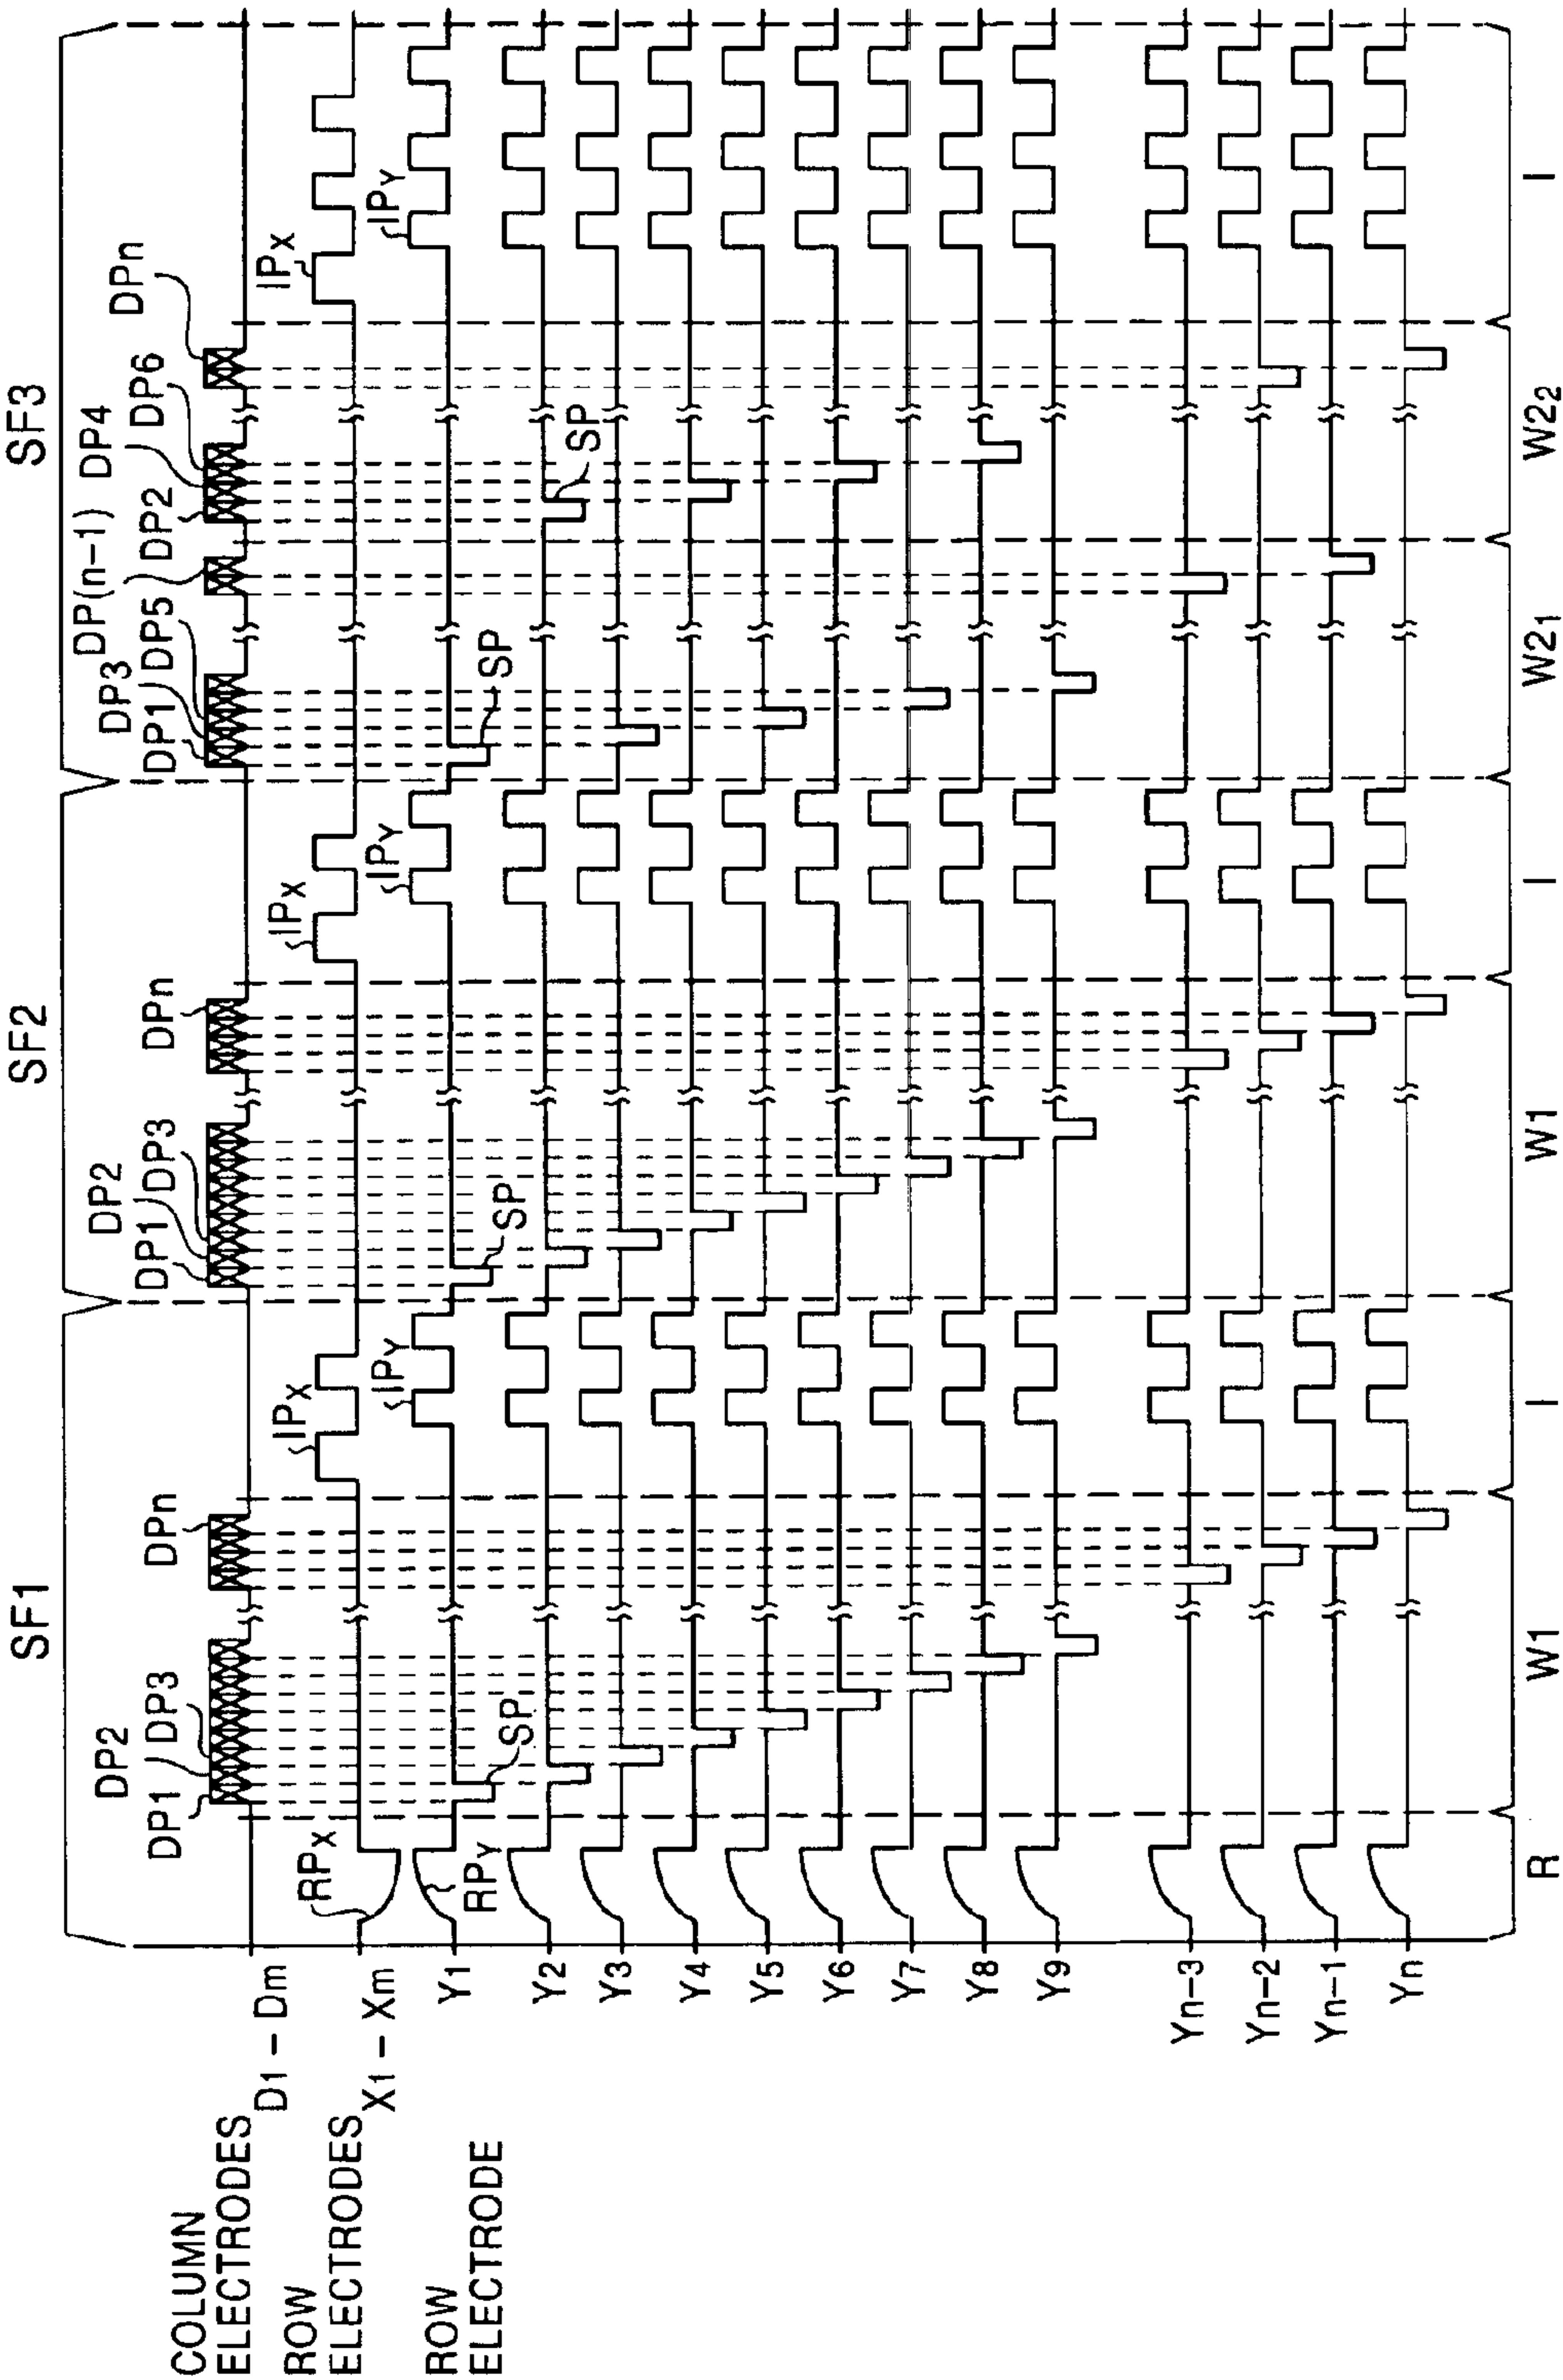 SF1 SF2 SF3
DP2 DP2 DP3 DP(n-1) DP4
DP1 DP3 DPn DP1 DP3 DPn DP1 DP5 DP2 DP6 DPn
COLUMN
ELECTRODES
D1 - Dm
ROW
ELECTRODES
X1 - Xm
RPX IPX IPX IPX
ROW
ELECTRODE
Y1
RPY SP IPY SP IPY SP SP IPY
Y2
Y3
Y4
Y5
Y6
Y7
Y8
Y9
Yn-3
Yn-2
Yn-1
Yn
R W1 I W1 I W21 W22 I